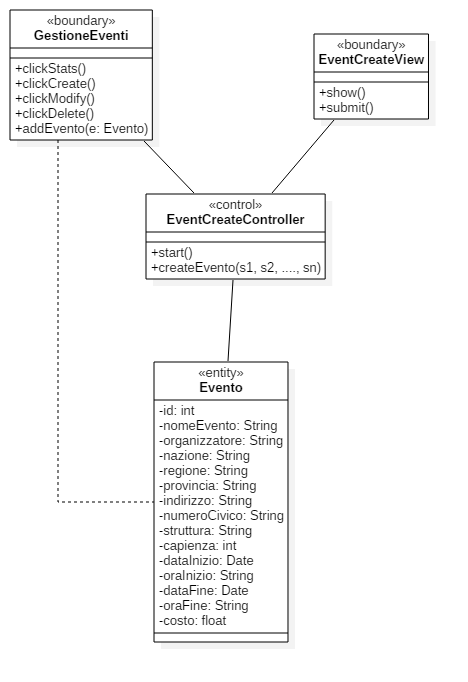 «boundary»
GestioneEventi
+clickStats()
+clickCreate()
+clickModify()
+clickDelete()
+addEvento(e: Evento)
«boundary»
EventCreateView
+show()
+submit()
«control»
EventCreateController
+start()
+createEvento(s1, s2, ...., sn)
«entity»
Evento
-id: int
-nomeEvento: String
-organizzatore: String
-nazione: String
-regione: String
-provincia: String
-indirizzo: String
-numeroCivico: String
-struttura: String
-capienza: int
-dataInizio: Date
-oraInizio: String
-dataFine: Date
-oraFine: String
-costo: float